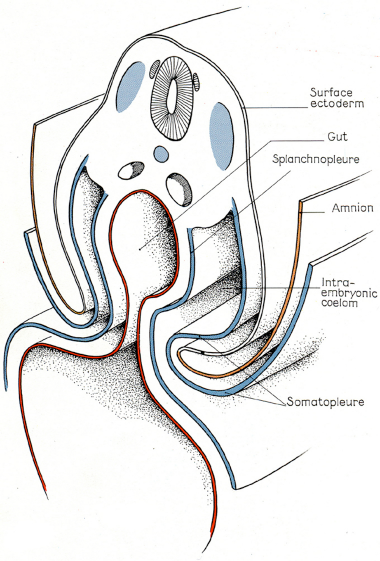 Surface
ectoderm
Gut
Splanchnopleure
Amnion
Intra-
embryonic
coelom
Somatopleure